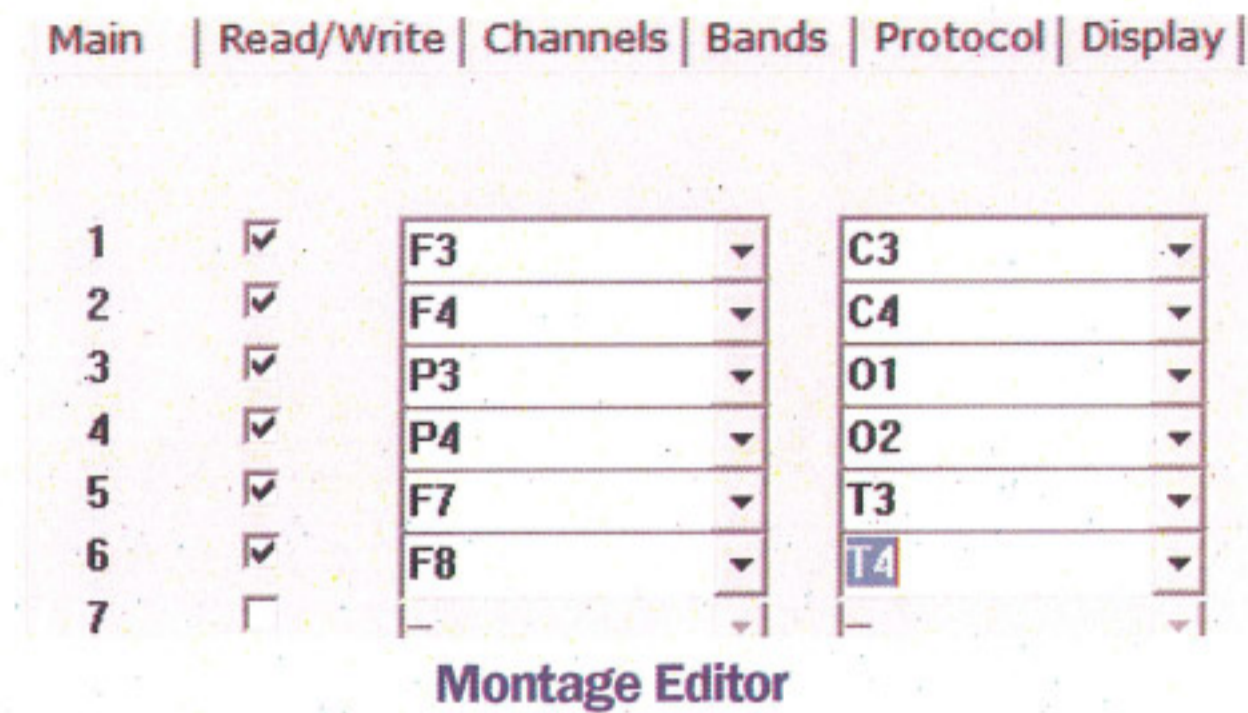 Main | Read/Write | Channels | Bands | Protocol | Display |
1 F3 C3
2 F4 C4
3 P3 O1
4 P4 O2
5 F7 T3
6 F8 T4
7 – –
Montage Editor